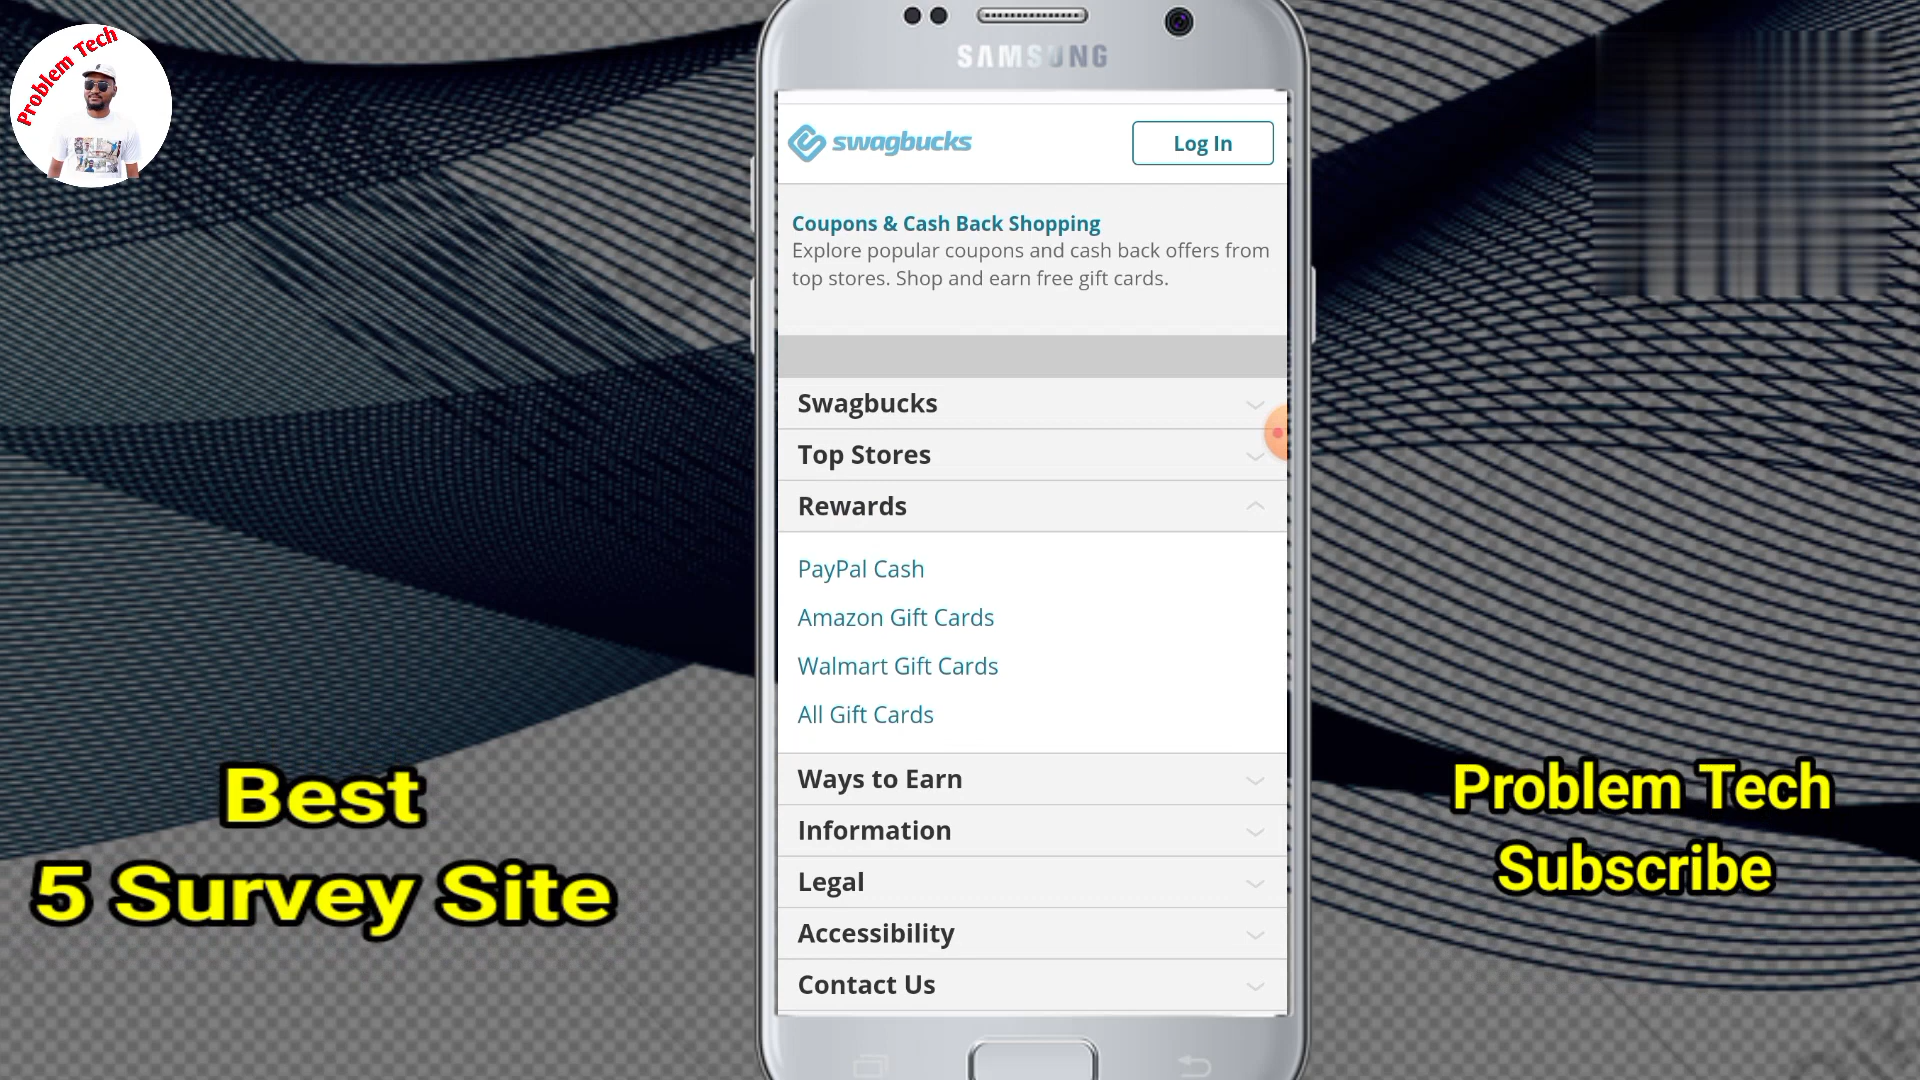 Problem Tech
SAMSUNG
swagbucks
Log In
Coupons & Cash Back Shopping
Explore popular coupons and cash back offers from
top stores. Shop and earn free gift cards.
Swagbucks
Top Stores
Rewards
PayPal Cash
Amazon Gift Cards
Walmart Gift Cards
All Gift Cards
Ways to Earn
Information
Legal
Accessibility
Contact Us
Best
5 Survey Site
Problem Tech
Subscribe